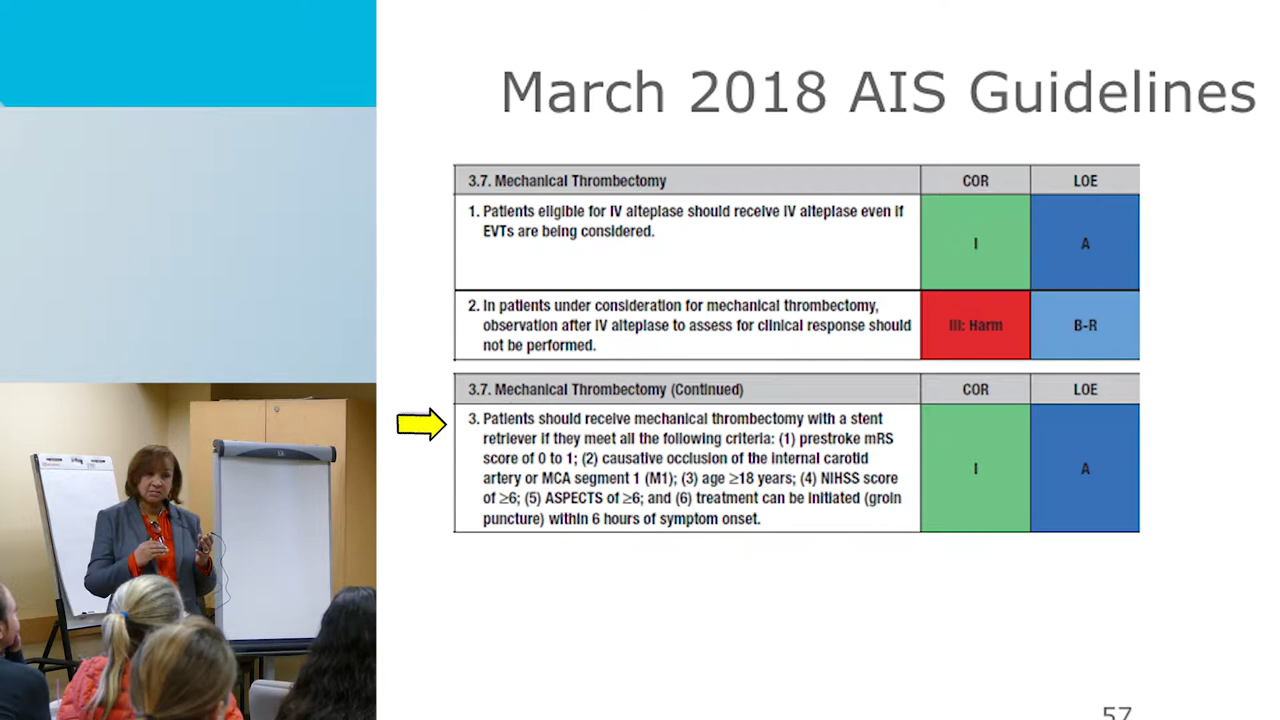 March 2018 AIS Guidelines
3.7. Mechanical Thrombectomy COR LOE
1. Patients eligible for IV alteplase should receive IV alteplase even if
EVTs are being considered.
I A
2. In patients under consideration for mechanical thrombectomy,
observation after IV alteplase to assess for clinical response should
not be performed.
III: Harm B-R
3.7. Mechanical Thrombectomy (Continued) COR LOE
3. Patients should receive mechanical thrombectomy with a stent
retriever if they meet all the following criteria: (1) prestroke mRS
score of 0 to 1; (2) causative occlusion of the internal carotid
artery or MCA segment 1 (M1); (3) age ≥18 years; (4) NIHSS score
of ≥6; (5) ASPECTS of ≥6; and (6) treatment can be initiated (groin
puncture) within 6 hours of symptom onset.
I A
57